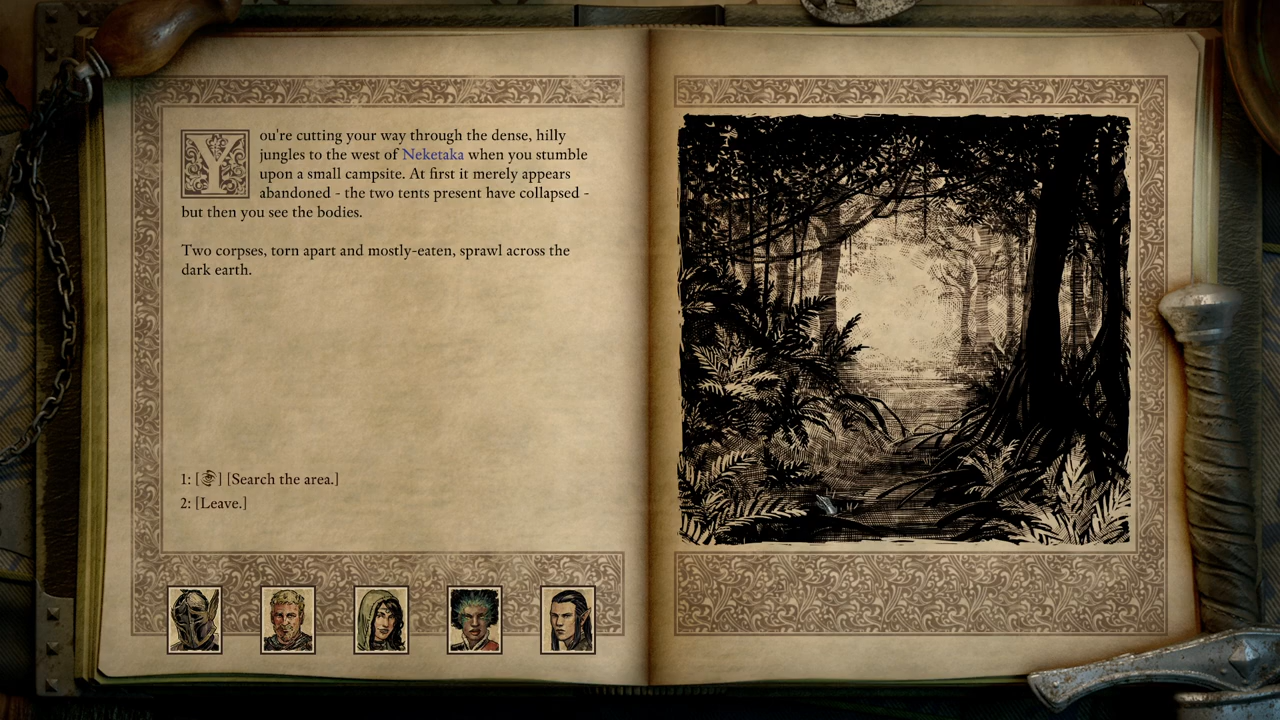 You're cutting your way through the dense, hilly
jungles to the west of Neketaka when you stumble
upon a small campsite. At first it merely appears
abandoned - the two tents present have collapsed -
but then you see the bodies.
Two corpses, torn apart and mostly-eaten, sprawl across the
dark earth.
1: [ ] [Search the area.]
2: [Leave.]